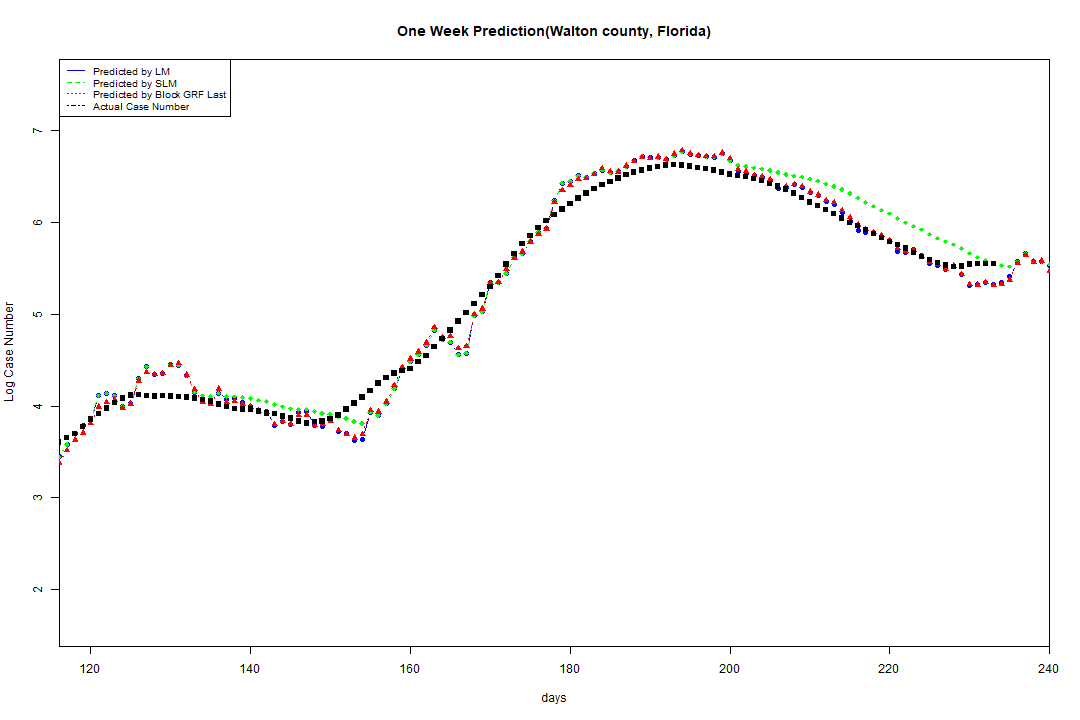 One Week Prediction(Walton county, Florida)
Predicted by LM
Predicted by SLM
Predicted by Block GRF Last
Actual Case Number
7
6
5
4
3
2
Log Case Number
120 140 160 180 200 220 240
days